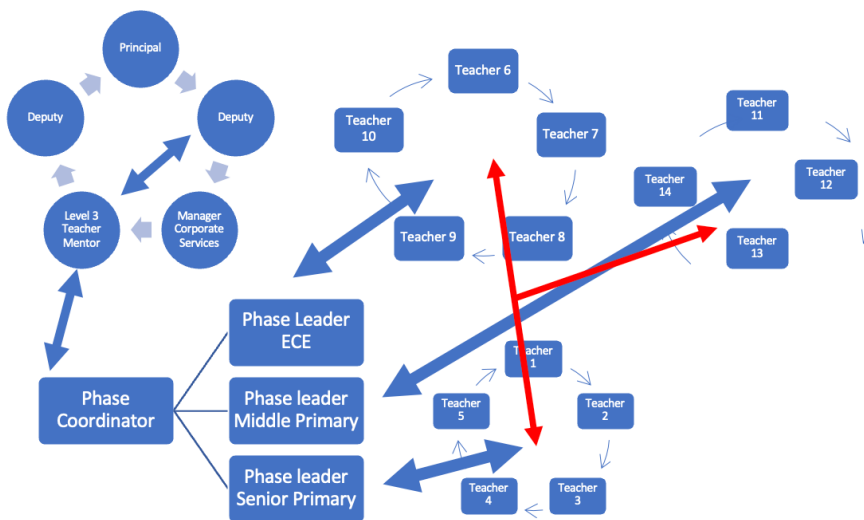 Principal
Deputy
Deputy
Level 3
Teacher
Mentor
Manager
Corporate
Services
Teacher 6
Teacher
10
Teacher 7
Teacher 9
Teacher 8
Teacher
11
Teacher
12
Teacher
14
Teacher
13
Phase Leader
ECE
Phase
Coordinator
Phase leader
Middle Primary
Phase leader
Senior Primary
Teacher
1
Teacher
2
Teacher
3
Teacher
4
Teacher
5